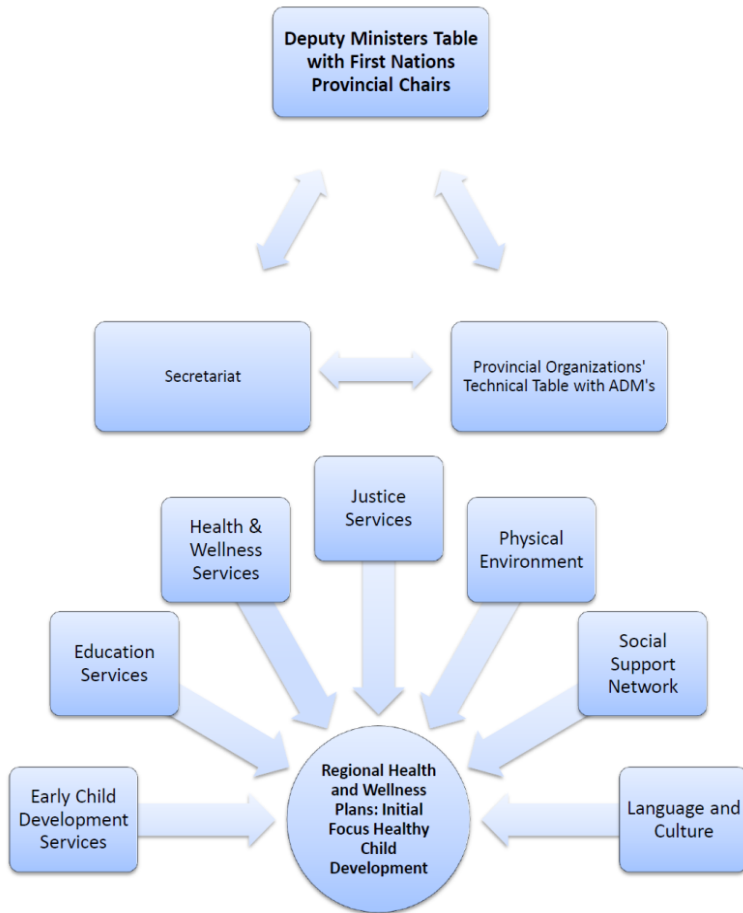 Deputy Ministers Table
with First Nations
Provincial Chairs
Secretariat
Provincial Organizations'
Technical Table with ADM's
Justice
Services
Health &
Wellness
Services
Physical
Environment
Education
Services
Social
Support
Network
Early Child
Development
Services
Regional Health
and Wellness
Plans: Initial
Focus Healthy
Child
Development
Language and
Culture